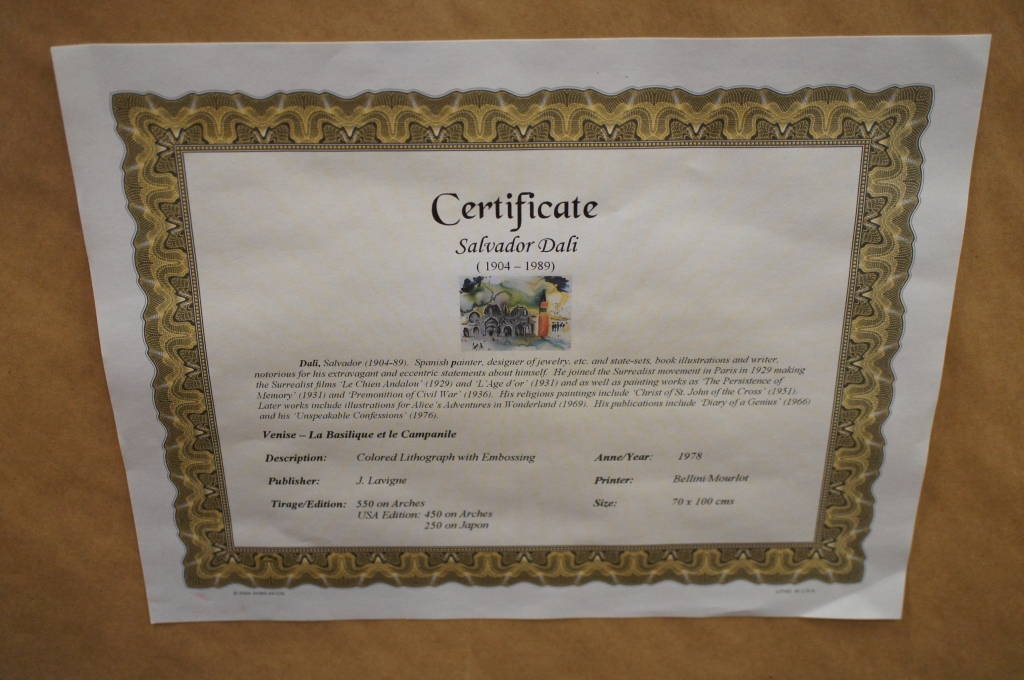 Certificate
Salvador Dali
( 1904 – 1989)
Dali, Salvador (1904-89). Spanish painter, designer of jewelry, etc. and state-sets, book illustrations and writer,
notorious for his extravagant and eccentric statements about himself. He joined the Surrealist movement in Paris in 1929 making
the Surrealist films 'Le Chien Andalou' (1929) and 'L'Age d'or' (1931) and as well as painting works as 'The Persistence of
Memory' (1931) and 'Premonition of Civil War' (1936). His religious paintings include 'Christ of St. John of the Cross' (1951).
Later works include illustrations for Alice's Adventures in Wonderland (1969). His publications include 'Diary of a Genius' (1966)
and his 'Unspeakable Confessions' (1976).
Venise – La Basilique et le Campanile
Description: Colored Lithograph with Embossing Anne/Year: 1978
Publisher: J. Lavigne Printer: Bellini/Mourlot
Tirage/Edition: 550 on Arches Size: 70 x 100 cms
USA Edition: 450 on Arches
250 on Japon
LITHO. IN U.S.A.